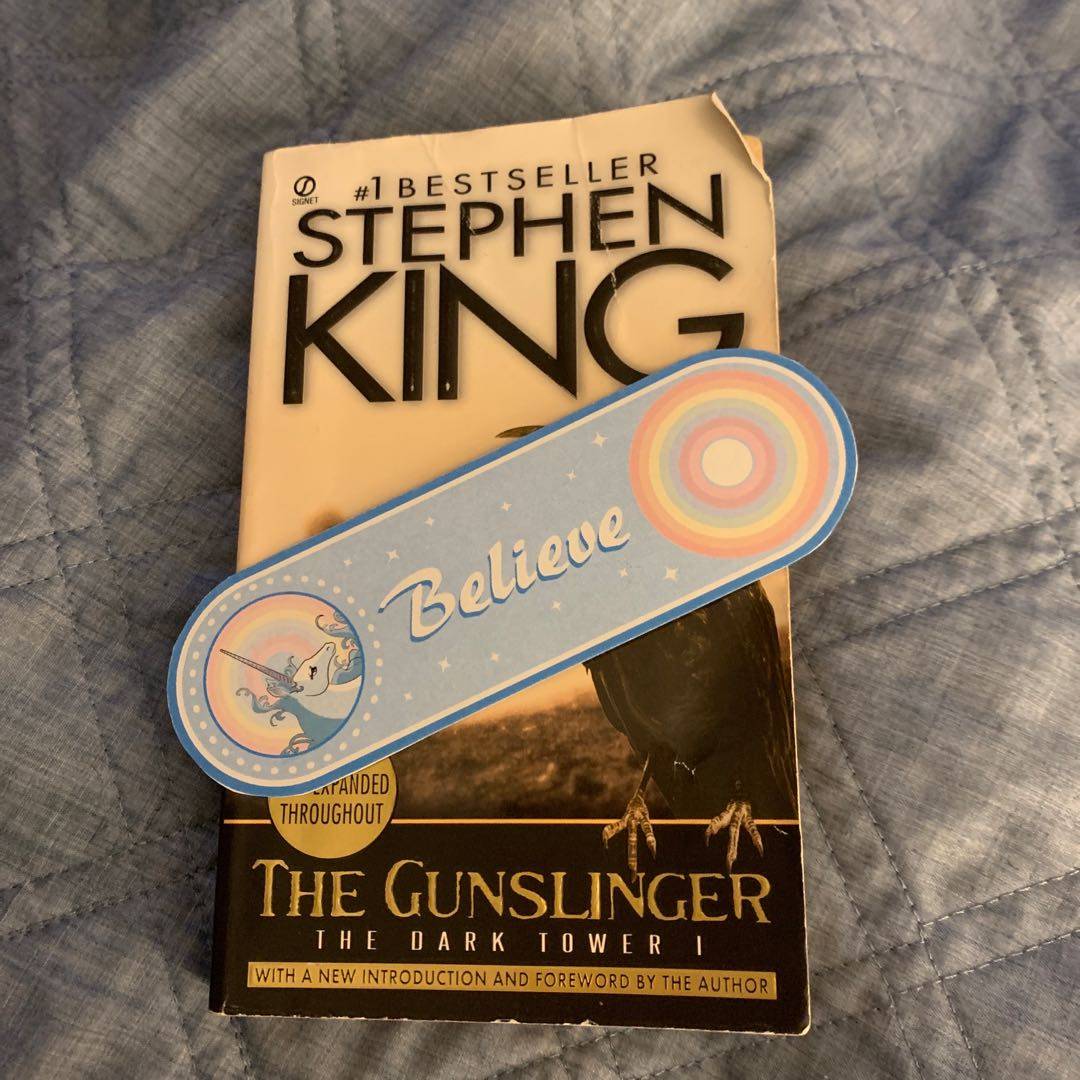 #1 BESTSELLER
SIGNET
STEPHEN
KING
Believe
EXPANDED
THROUGHOUT
THE GUNSLINGER
THE DARK TOWER I
WITH A NEW INTRODUCTION AND FOREWORD BY THE AUTHOR